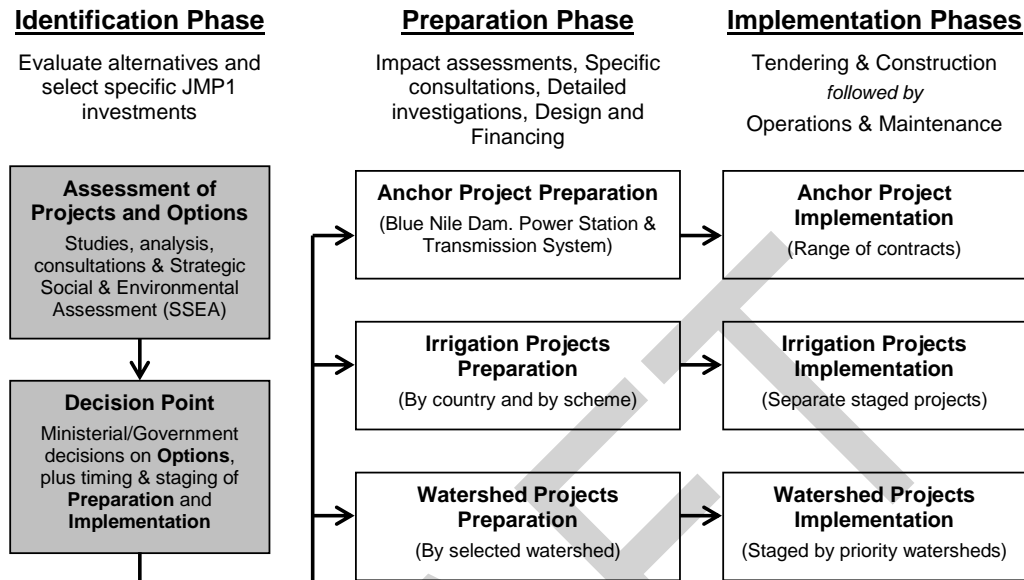 Identification Phase
Evaluate alternatives and
select specific JMP1
investments
Assessment of
Projects and Options
Studies, analysis,
consultations & Strategic
Social & Environmental
Assessment (SSEA)
Decision Point
Ministerial/Government
decisions on Options,
plus timing & staging of
Preparation and
Implementation
Preparation Phase
Impact assessments, Specific
consultations, Detailed
investigations, Design and
Financing
Anchor Project Preparation
(Blue Nile Dam. Power Station &
Transmission System)
Irrigation Projects
Preparation
(By country and by scheme)
Watershed Projects
Preparation
(By selected watershed)
Implementation Phases
Tendering & Construction
followed by
Operations & Maintenance
Anchor Project
Implementation
(Range of contracts)
Irrigation Projects
Implementation
(Separate staged projects)
Watershed Projects
Implementation
(Staged by priority watersheds)